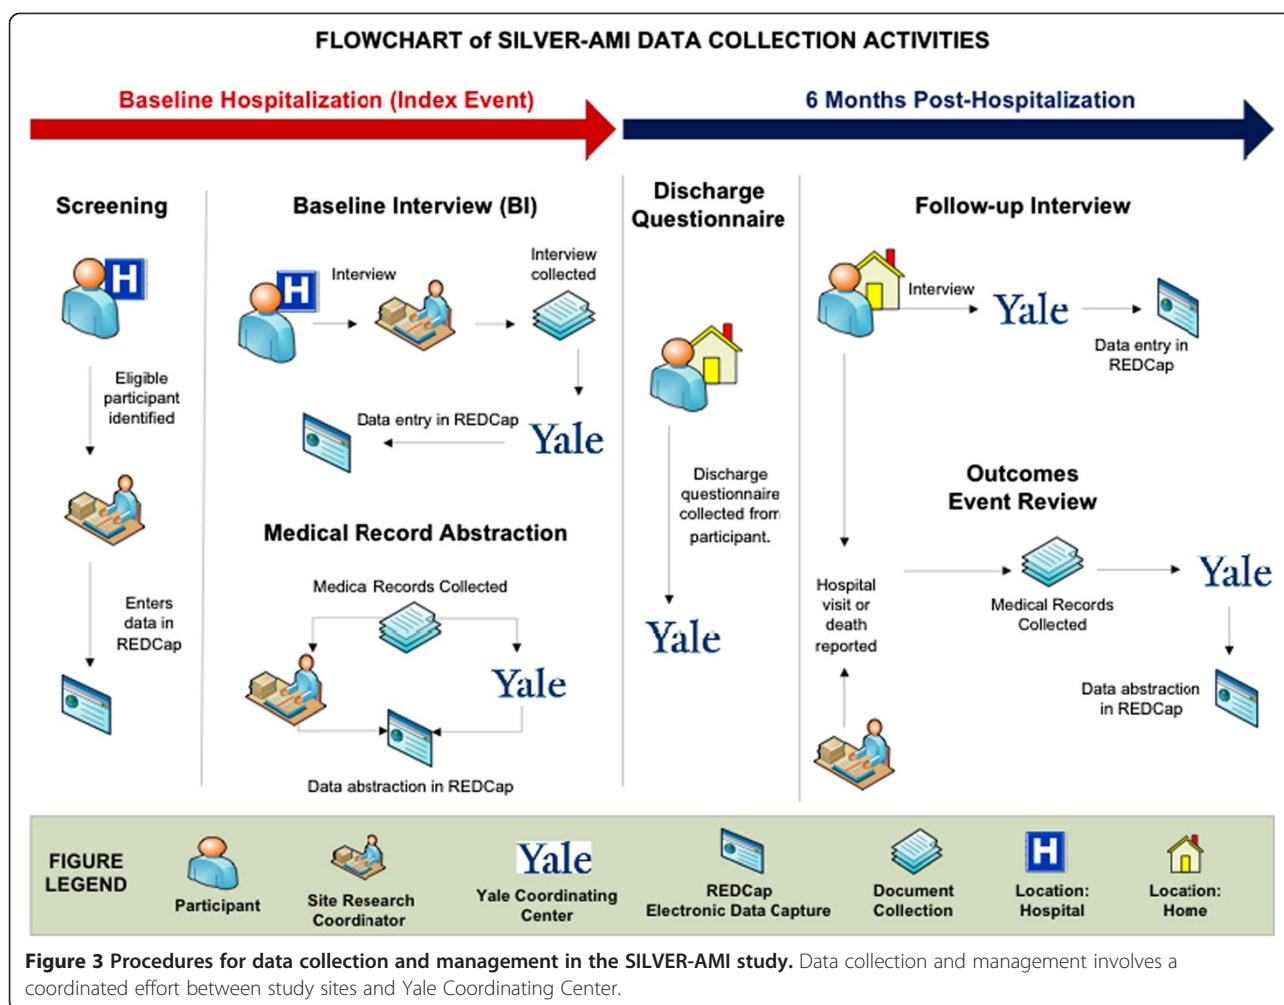 FLOWCHART of SILVER-AMI DATA COLLECTION ACTIVITIES
Baseline Hospitalization (Index Event)
6 Months Post-Hospitalization
Screening
H
Eligible
participant
identified
Enters
data in
REDCap
Baseline Interview (BI)
H
Interview
Interview
collected
Data entry in REDCap
Yale
Medical Record Abstraction
Medical Records Collected
Yale
Data abstraction in REDCap
Discharge
Questionnaire
Discharge
questionnaire
collected from
participant.
Yale
Follow-up Interview
Interview
Yale
Data entry in
REDCap
Outcomes
Event Review
Hospital
visit or
death
reported
Medical Records
Collected
Yale
Data abstraction
in REDCap
FIGURE
LEGEND
Participant
Site Research
Coordinator
Yale
Yale Coordinating
Center
REDCap
Electronic Data Capture
Document
Collection
H
Location:
Hospital
Location:
Home
Figure 3 Procedures for data collection and management in the SILVER-AMI study. Data collection and management involves a
coordinated effort between study sites and Yale Coordinating Center.